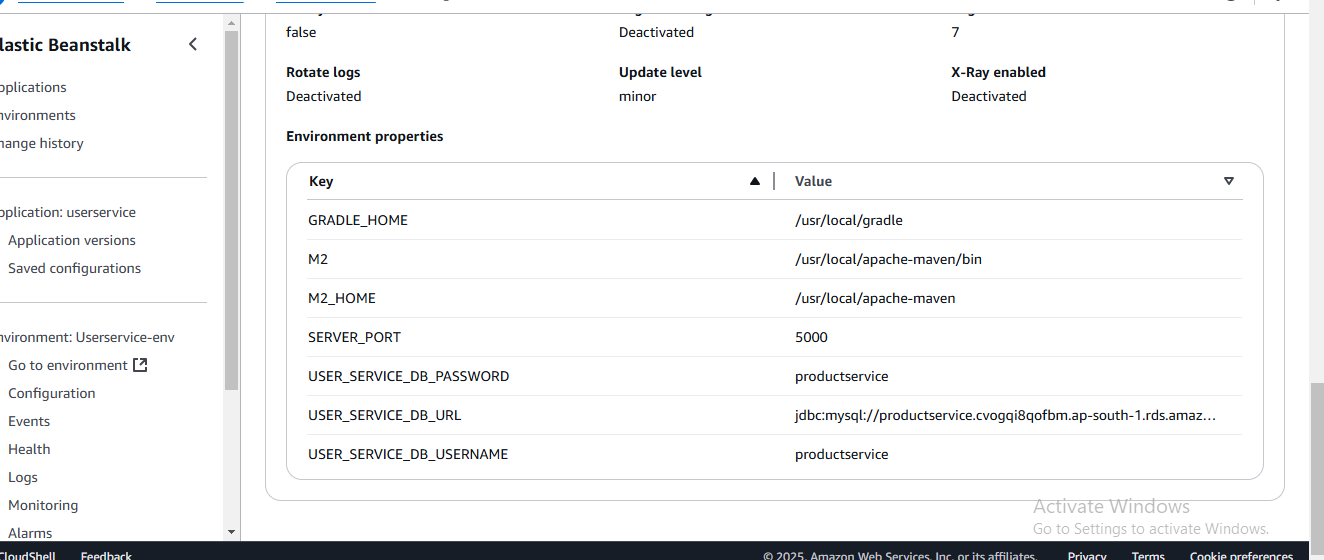 lastic Beanstalk
pplications
nvironments
hange history
pplication: userservice
Application versions
Saved configurations
nvironment: Userservice-env
Go to environment
Configuration
Events
Health
Logs
Monitoring
Alarms
false
Deactivated
7
Rotate logs
Update level
X-Ray enabled
Deactivated
minor
Deactivated
Environment properties
Key
Value
GRADLE_HOME
/usr/local/gradle
M2
/usr/local/apache-maven/bin
M2_HOME
/usr/local/apache-maven
SERVER_PORT
5000
USER_SERVICE_DB_PASSWORD
productservice
USER_SERVICE_DB_URL
jdbc:mysql://productservice.cvogqi8qofbm.ap-south-1.rds.amaz...
USER_SERVICE_DB_USERNAME
productservice
Activate Windows
Go to Settings to activate Windows.
CloudShell
Feedback
© 2025, Amazon Web Services, Inc. or its affiliates.
Privacy
Terms
Cookie preferences